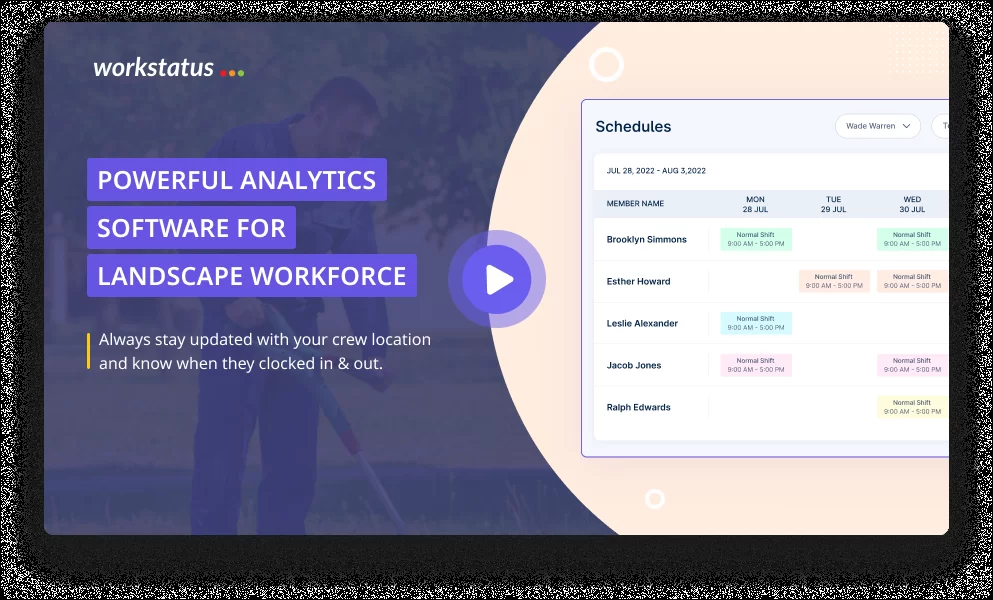 workstatus
POWERFUL ANALYTICS
SOFTWARE FOR
LANDSCAPE WORKFORCE
Always stay updated with your crew location
and know when they clocked in & out.
Schedules
Wade Warren
JUL 28, 2022 - AUG 3,2022
MEMBER NAME
MON
28 JUL
TUE
29 JUL
WED
30 JUL
Brooklyn Simmons
Normal Shift
9:00 AM - 5:00 PM
Normal Shift
9:00 AM - 5:00 PM
Esther Howard
Normal Shift
9:00 AM - 5:00 PM
Normal Shift
9:00 AM - 5:00 PM
Leslie Alexander
Normal Shift
9:00 AM - 5:00 PM
Jacob Jones
Normal Shift
9:00 AM - 5:00 PM
Normal Shift
9:00 AM - 5:00 PM
Ralph Edwards
Normal Shift
9:00 AM - 5:00 PM